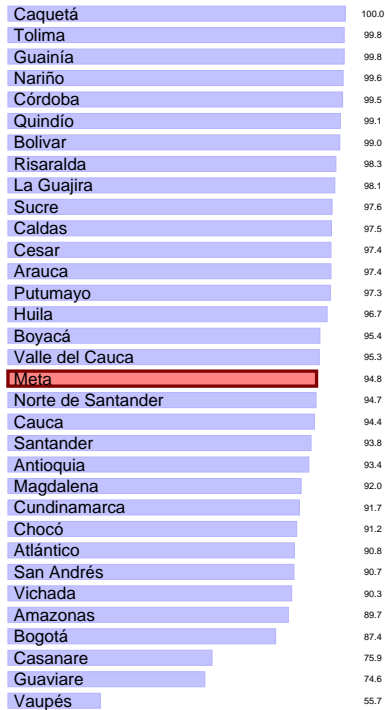 Caquetá 100.0
Tolima 99.8
Guainía 99.8
Nariño 99.6
Córdoba 99.5
Quindío 99.1
Bolivar 99.0
Risaralda 98.3
La Guajira 98.1
Sucre 97.6
Caldas 97.5
Cesar 97.4
Arauca 97.4
Putumayo 97.3
Huila 96.7
Boyacá 95.4
Valle del Cauca 95.3
Meta 94.8
Norte de Santander 94.7
Cauca 94.4
Santander 93.8
Antioquia 93.4
Magdalena 92.0
Cundinamarca 91.7
Chocó 91.2
Atlántico 90.8
San Andrés 90.7
Vichada 90.3
Amazonas 89.7
Bogotá 87.4
Casanare 75.9
Guaviare 74.6
Vaupés 55.7